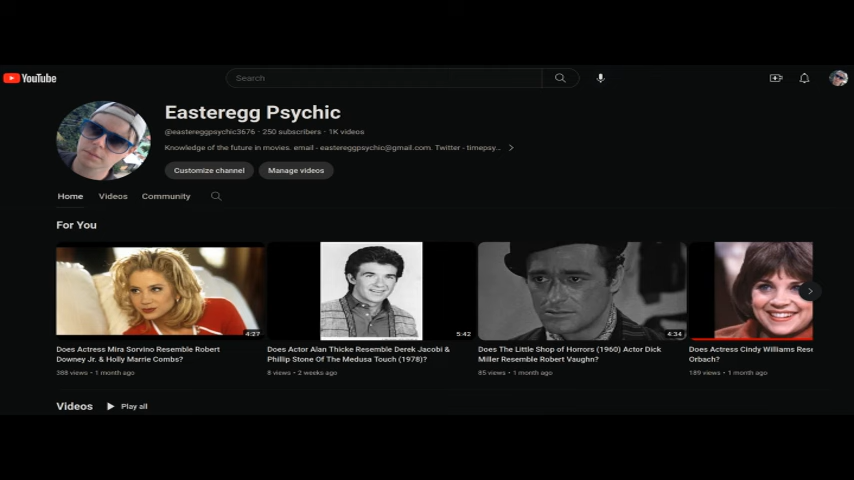 YouTube
Search
Easteregg Psychic
@eastereggpsychic3676 · 250 subscribers · 1K videos
Knowledge of the future in movies. email - eastereggpsychic@gmail.com. Twitter - timepsy...
Customize channel
Manage videos
Home
Videos
Community
For You
4:27
5:42
4:34
Does Actress Mira Sorvino Resemble Robert
Downey Jr. & Holly Marrie Combs?
388 views · 1 month ago
Does Actor Alan Thicke Resemble Derek Jacobi &
Phillip Stone Of The Medusa Touch (1978)?
8 views · 2 weeks ago
Does The Little Shop of Horrors (1960) Actor Dick
Miller Resemble Robert Vaughn?
85 views · 1 month ago
Does Actress Cindy Williams Rese
Orbach?
189 views · 1 month ago
Videos
Play all